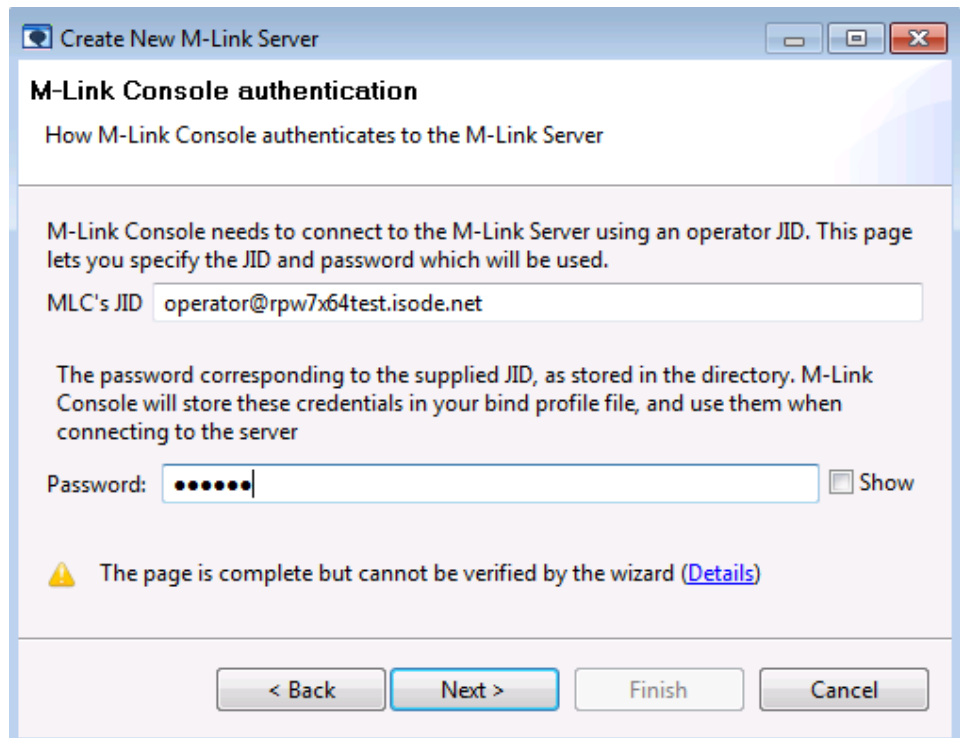 Create New M-Link Server
M-Link Console authentication
How M-Link Console authenticates to the M-Link Server
M-Link Console needs to connect to the M-Link Server using an operator JID. This page
lets you specify the JID and password which will be used.
MLC's JID operator@rpw7x64test.isode.net
The password corresponding to the supplied JID, as stored in the directory. M-Link
Console will store these credentials in your bind profile file, and use them when
connecting to the server
Password: ●●●●●● Show
The page is complete but cannot be verified by the wizard (Details)
< Back Next > Finish Cancel